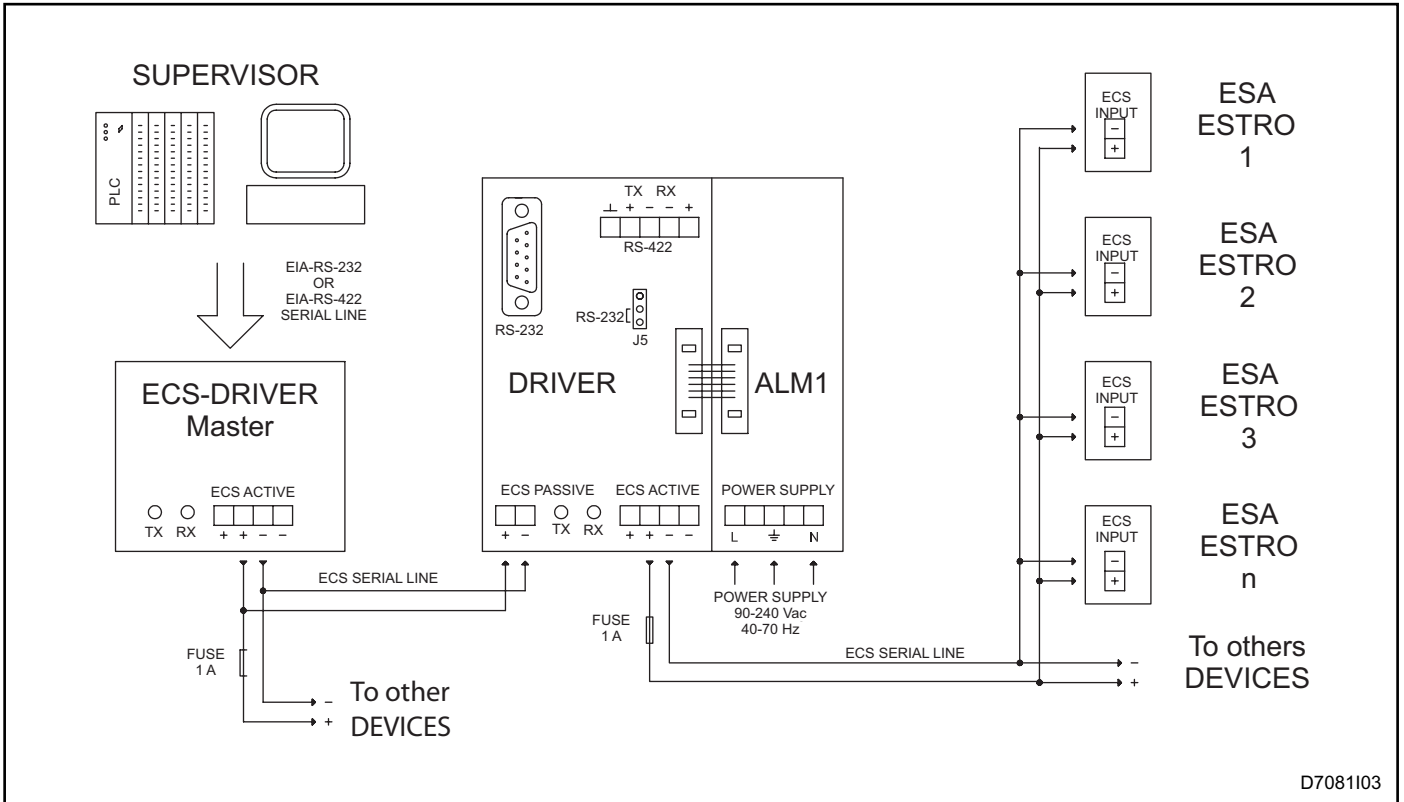 SUPERVISOR
PLC
EIA-RS-232
OR
EIA-RS-422
SERIAL LINE
ECS-DRIVER
Master
ECS ACTIVE
TX RX
+ + − −
ECS SERIAL LINE
FUSE
1 A
− To other
+ DEVICES
TX RX
⊥ + − − +
RS-422
RS-232
RS-232[
J5
DRIVER
ALM1
ECS PASSIVE
+ −
TX RX
ECS ACTIVE
+ + − −
POWER SUPPLY
L ⏚ N
POWER SUPPLY
90-240 Vac
40-70 Hz
FUSE
1 A
ECS SERIAL LINE
ECS
INPUT
−
+
ESA
ESTRO
1
ECS
INPUT
−
+
ESA
ESTRO
2
ECS
INPUT
−
+
ESA
ESTRO
3
ECS
INPUT
−
+
ESA
ESTRO
n
−
+
To others
DEVICES
D7081I03